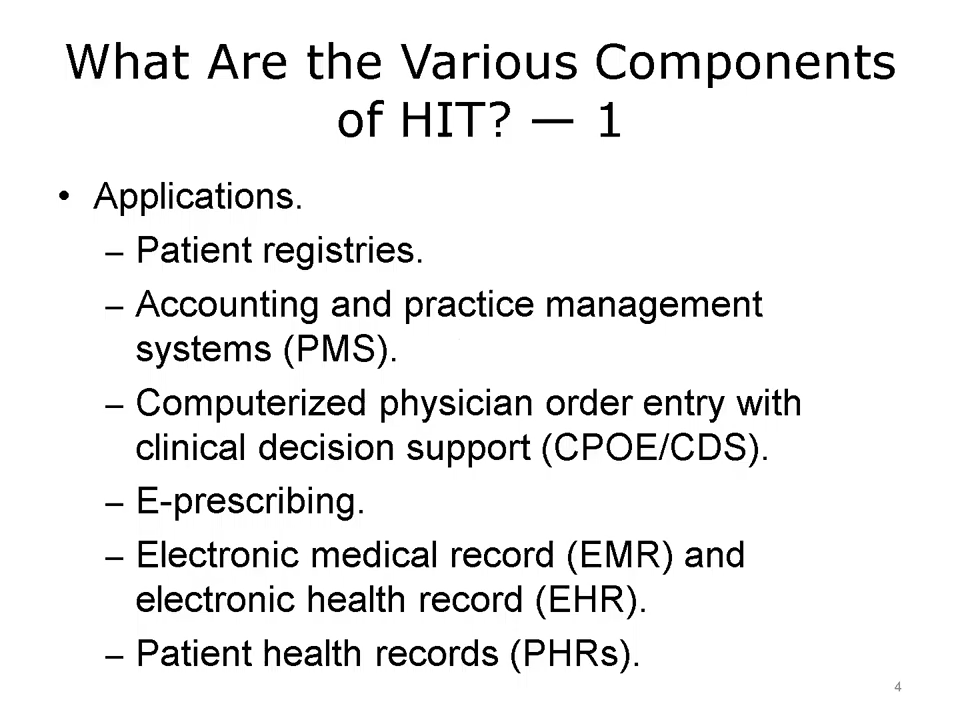 What Are the Various Components
of HIT? — 1
• Applications.
– Patient registries.
– Accounting and practice management
systems (PMS).
– Computerized physician order entry with
clinical decision support (CPOE/CDS).
– E-prescribing.
– Electronic medical record (EMR) and
electronic health record (EHR).
– Patient health records (PHRs).
4